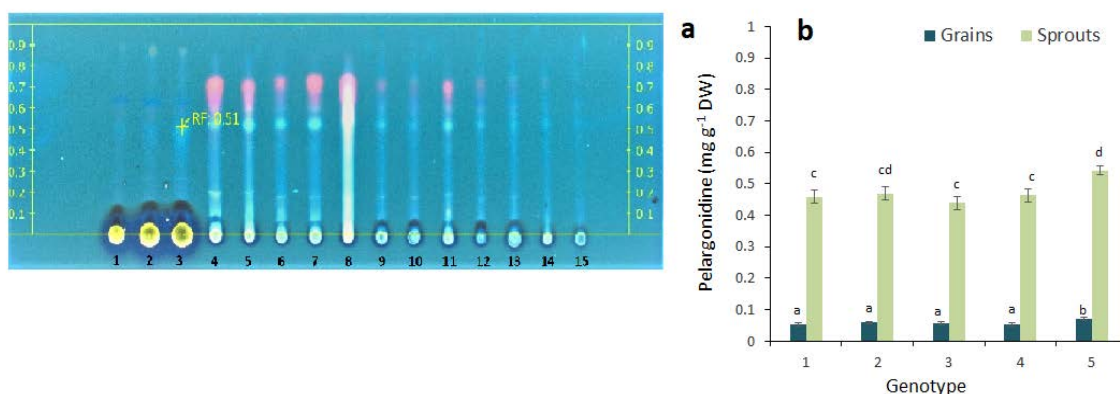 a
0.9 0.9
0.8 0.8
0.7 0.7
0.6 0.6
0.5 RF: 0.51 0.5
0.4 0.4
0.3 0.3
0.2 0.2
0.1 0.1
1 2 3 4 5 6 7 8 9 10 11 12 13 14 15
b
Grains Sprouts
Pelargonidine (mg g⁻¹ DW)
1
0.9
0.8
0.7
0.6
0.5
0.4
0.3
0.2
0.1
0
c cd c c d
a a a a b
1 2 3 4 5
Genotype